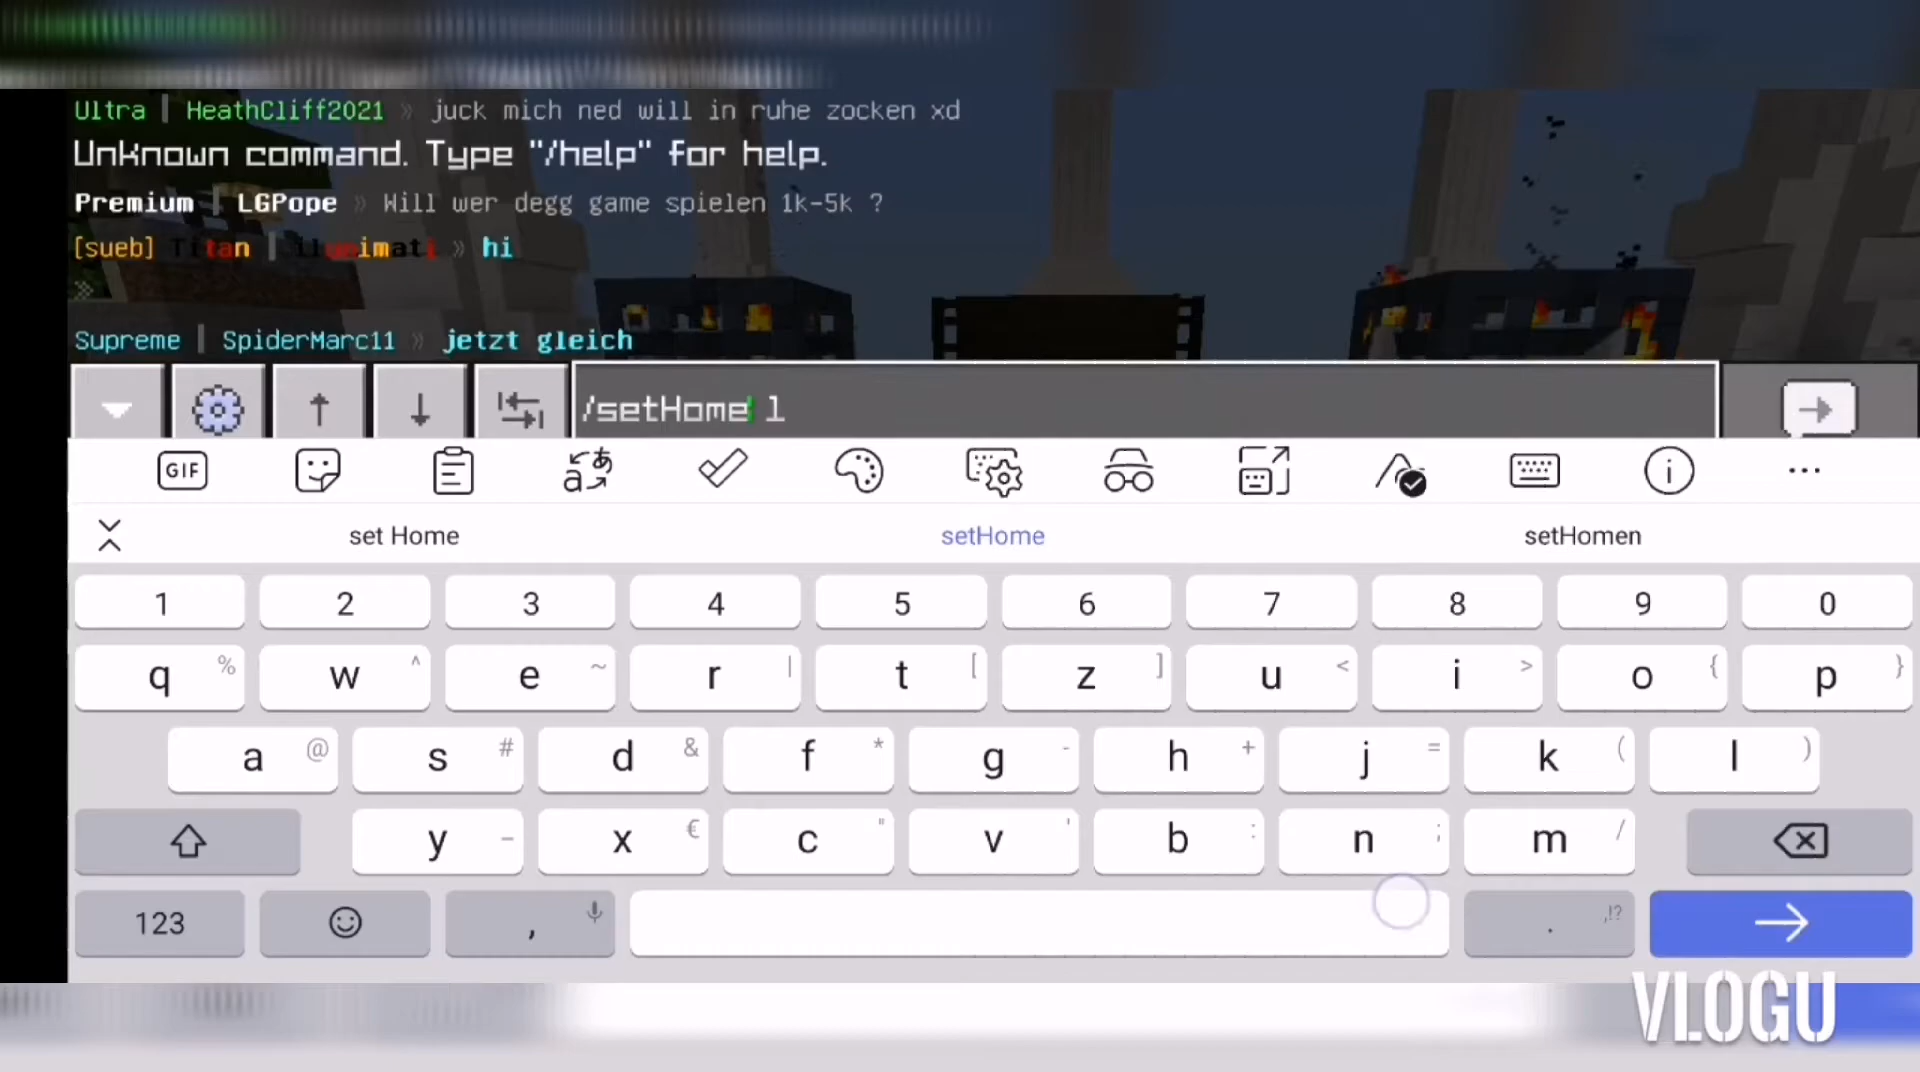 Ultra | HeathCliff2021 » juck mich ned will in ruhe zocken xd
Unknown command. Type "/help" for help.
Premium | LGPope » Will wer degg game spielen 1k-5k ?
[sueb] Titan | » hi
»
Supreme | SpiderMarc11 » jetzt gleich
/setHome l
GIF
set Home setHome setHomen
1 2 3 4 5 6 7 8 9 0
q % w ^ e ~ r | t [ z ] u < i > o { p }
a @ s # d & f * g - h + j = k ( l )
y - x € c " v ' b : n ; m /
123 , . ,!?
VLOGU